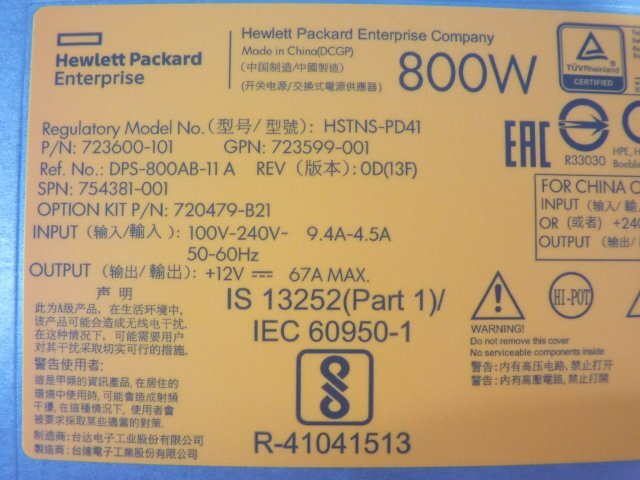 Hewlett Packard
Enterprise
Hewlett Packard Enterprise Company
Made in China(DCGP)
(中国制造/中國製造)
(开关电源/交換式電源供應器)
800W
TÜVRheinland
CERTIFIED
Regulatory Model No.(型号/型號): HSTNS-PD41
P/N: 723600-101 GPN: 723599-001
Ref. No.: DPS-800AB-11 A REV (版本): 0D(13F)
SPN: 754381-001
OPTION KIT P/N: 720479-B21
INPUT (输入/輸入): 100V-240V~ 9.4A-4.5A
50-60Hz
OUTPUT (输出/輸出): +12V ⎓ 67A MAX.
EAC
R33030
HPE, H
Boeblin
FOR CHINA O
INPUT (输入/輸
OR (或者) +240
OUTPUT (输出/
声 明
此为A级产品, 在生活环境中,
该产品可能会造成无线电干扰.
在这种情况下, 可能需要用户
对其干扰采取切实可行的措施.
警告使用者:
這是甲類的資訊產品, 在居住的
環境中使用時, 可能會造成射頻
干擾, 在這種情況下, 使用者會
被要求採取某些適當的對策.
制造商: 台达电子工业股份有限公司
製造商: 台達電子工業股份有限公司
IS 13252(Part 1)/
IEC 60950-1
R-41041513
HI-POT
WARNING!
Do not remove this cover
No serviceable components inside
警告: 内有高压电路, 禁止打开
警告: 內有高壓電路, 禁止打開